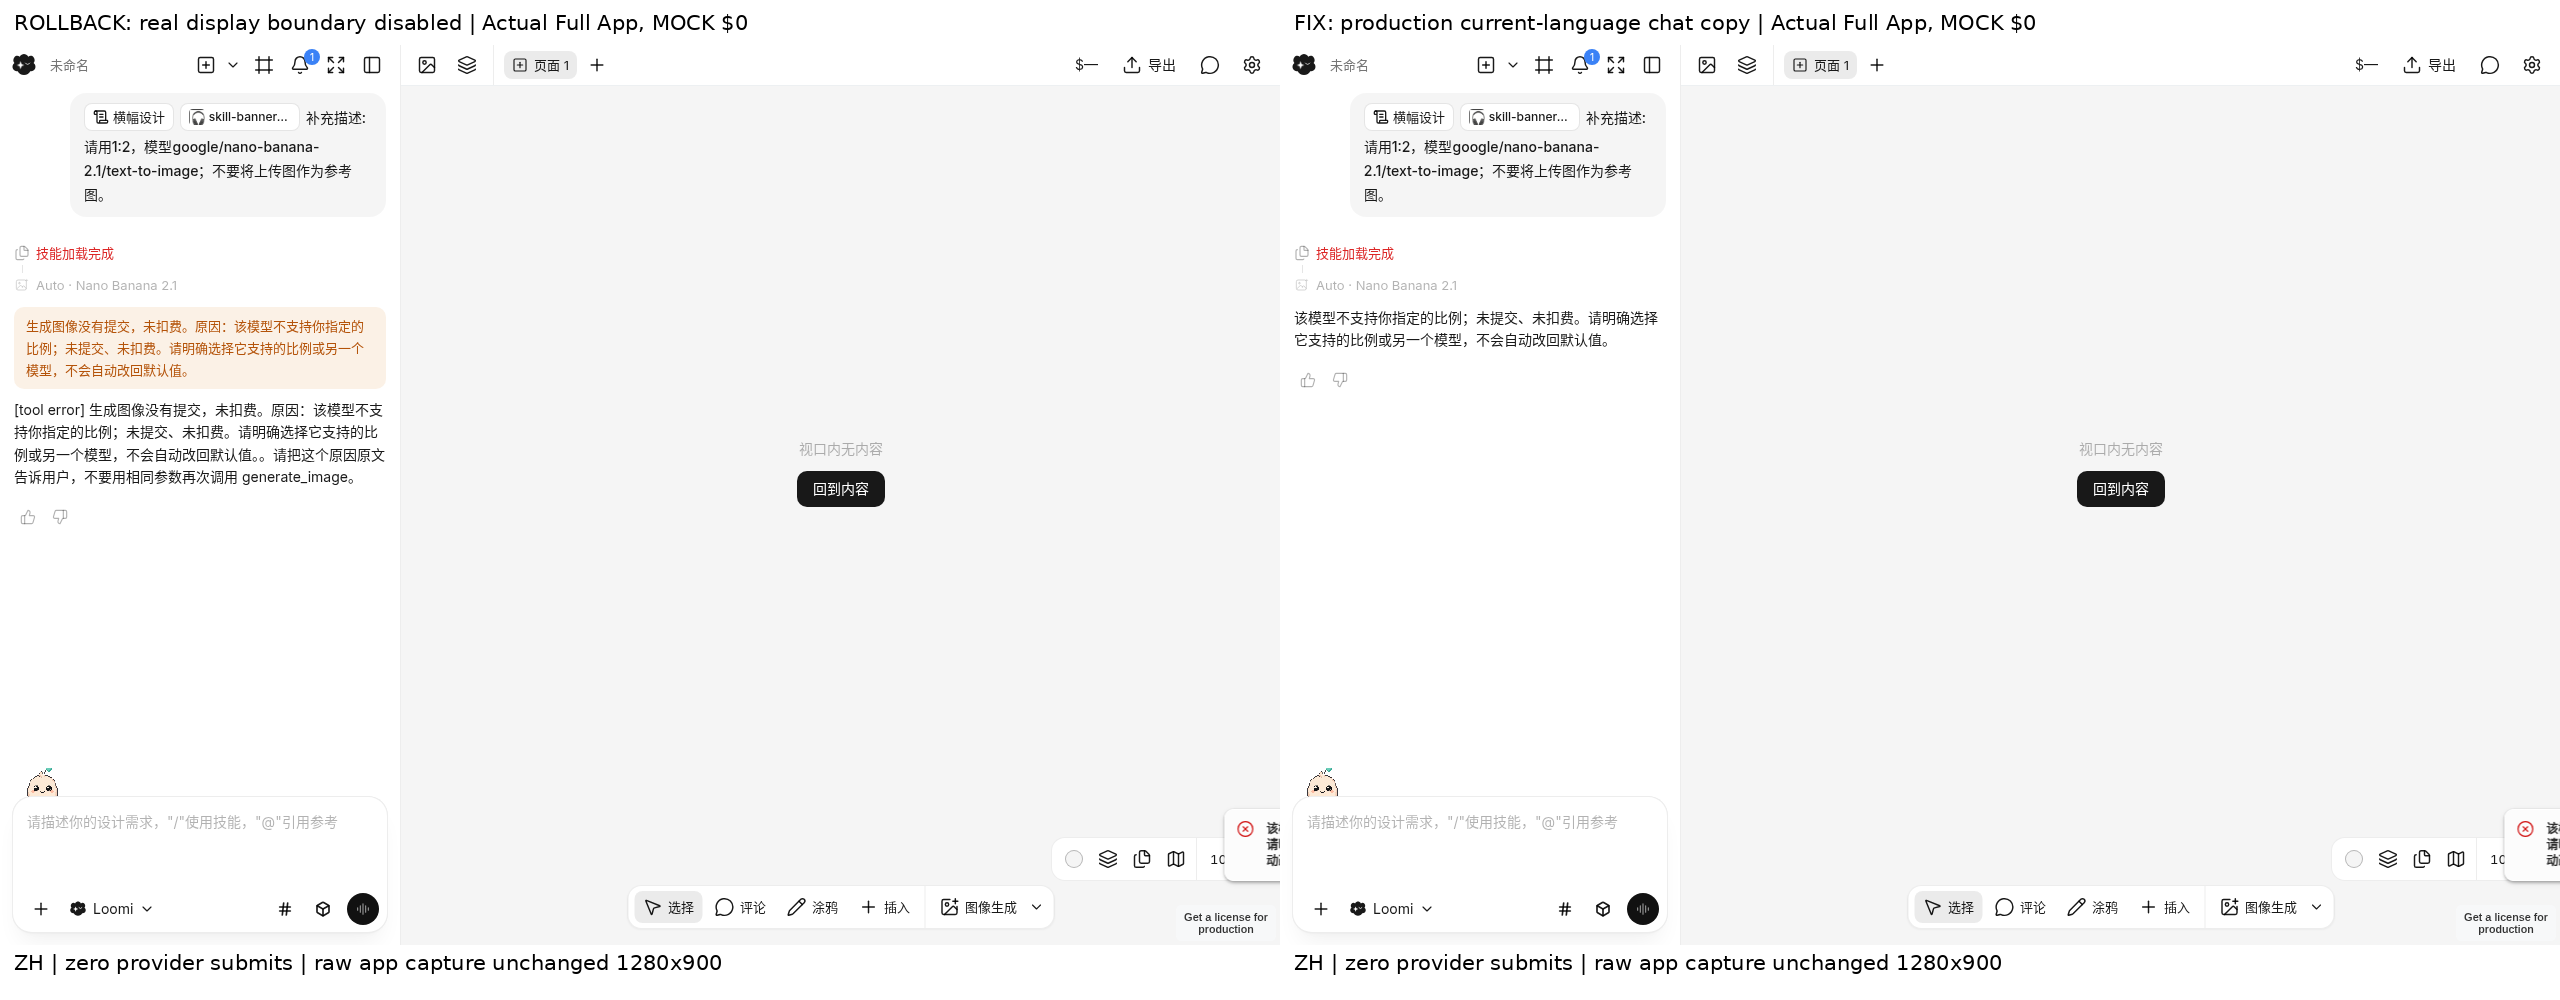 ROLLBACK: real display boundary disabled | Actual Full App, MOCK $0
未命名
1
页面 1
$—
导出
横幅设计
skill-banner...
补充描述:
请用1:2，模型google/nano-banana-
2.1/text-to-image；不要将上传图作为参考
图。
技能加载完成
Auto · Nano Banana 2.1
生成图像没有提交，未扣费。原因：该模型不支持你指定的
比例；未提交、未扣费。请明确选择它支持的比例或另一个
模型，不会自动改回默认值。
[tool error] 生成图像没有提交，未扣费。原因：该模型不支
持你指定的比例；未提交、未扣费。请明确选择它支持的比
例或另一个模型，不会自动改回默认值。。请把这个原因原文
告诉用户，不要用相同参数再次调用 generate_image。
视口内无内容
回到内容
请描述你的设计需求，"/"使用技能，"@"引用参考
Loomi
10
选择
评论
涂鸦
插入
图像生成
Get a license for
production
ZH | zero provider submits | raw app capture unchanged 1280x900
FIX: production current-language chat copy | Actual Full App, MOCK $0
未命名
1
页面 1
$—
导出
横幅设计
skill-banner...
补充描述:
请用1:2，模型google/nano-banana-
2.1/text-to-image；不要将上传图作为参考
图。
技能加载完成
Auto · Nano Banana 2.1
该模型不支持你指定的比例；未提交、未扣费。请明确选择
它支持的比例或另一个模型，不会自动改回默认值。
视口内无内容
回到内容
请描述你的设计需求，"/"使用技能，"@"引用参考
Loomi
10
选择
评论
涂鸦
插入
图像生成
Get a license for
production
ZH | zero provider submits | raw app capture unchanged 1280x900